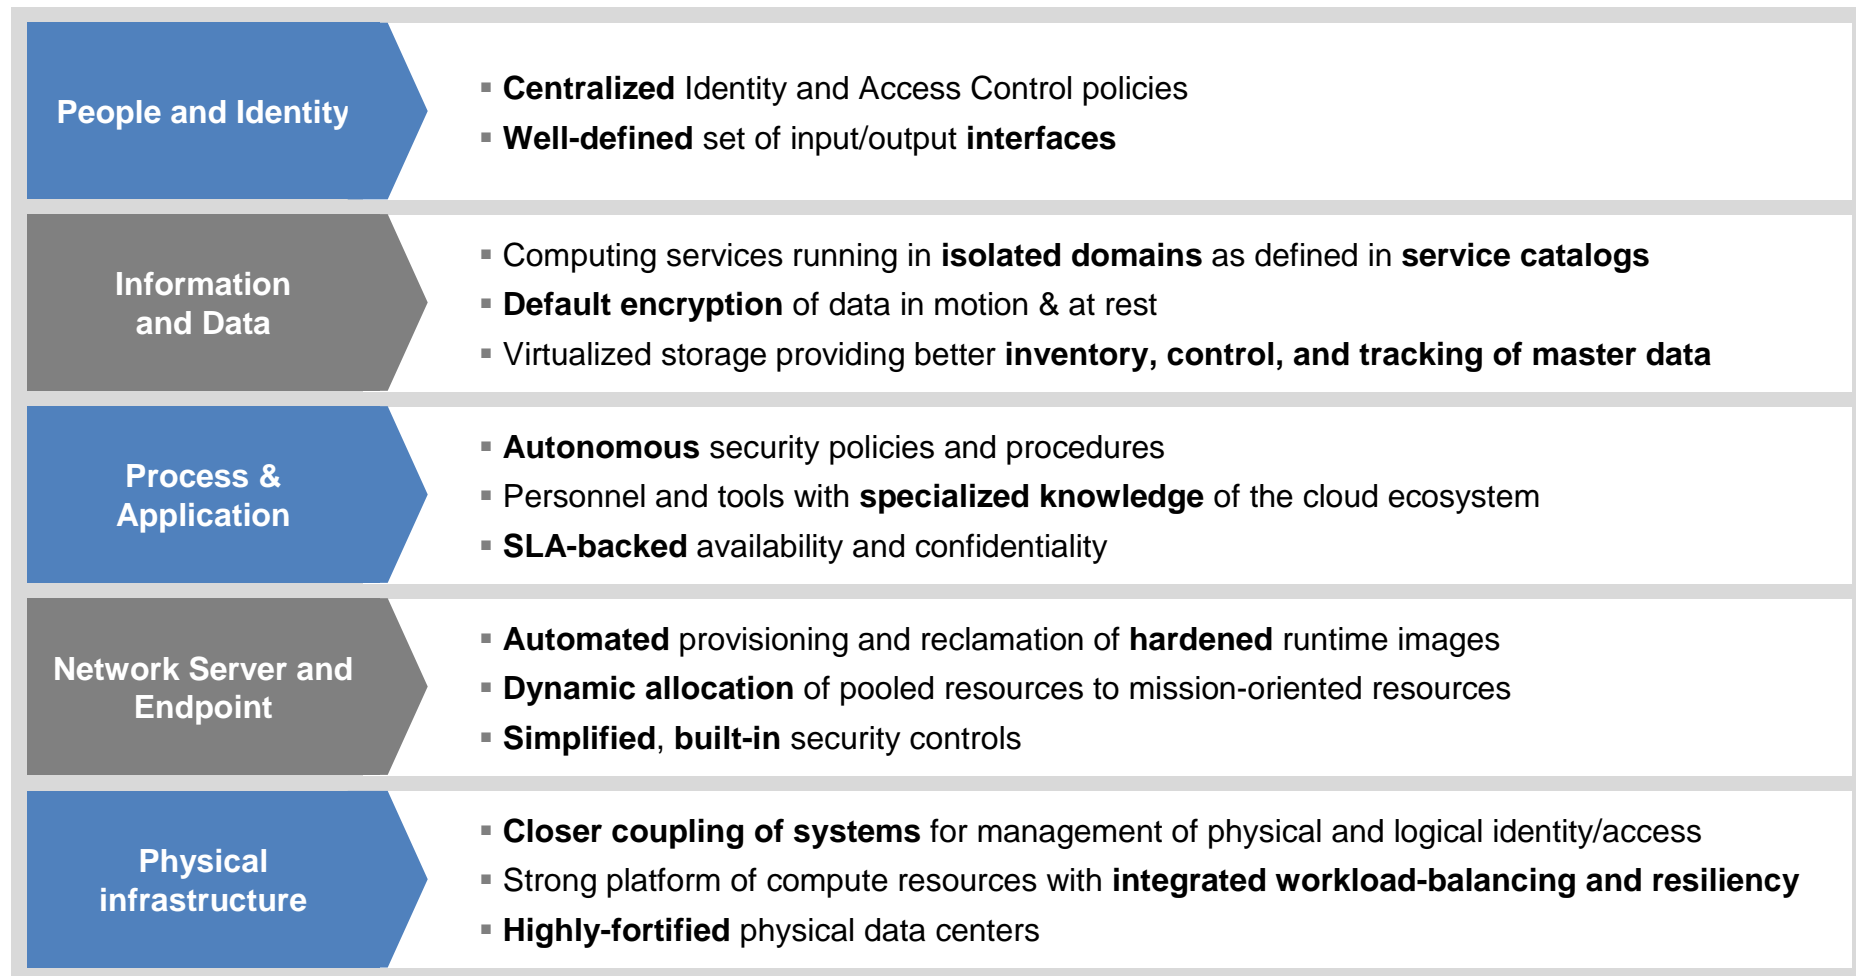 People and Identity
▪ Centralized Identity and Access Control policies
▪ Well-defined set of input/output interfaces
Information
and Data
▪ Computing services running in isolated domains as defined in service catalogs
▪ Default encryption of data in motion & at rest
▪ Virtualized storage providing better inventory, control, and tracking of master data
Process &
Application
▪ Autonomous security policies and procedures
▪ Personnel and tools with specialized knowledge of the cloud ecosystem
▪ SLA-backed availability and confidentiality
Network Server and
Endpoint
▪ Automated provisioning and reclamation of hardened runtime images
▪ Dynamic allocation of pooled resources to mission-oriented resources
▪ Simplified, built-in security controls
Physical
infrastructure
▪ Closer coupling of systems for management of physical and logical identity/access
▪ Strong platform of compute resources with integrated workload-balancing and resiliency
▪ Highly-fortified physical data centers